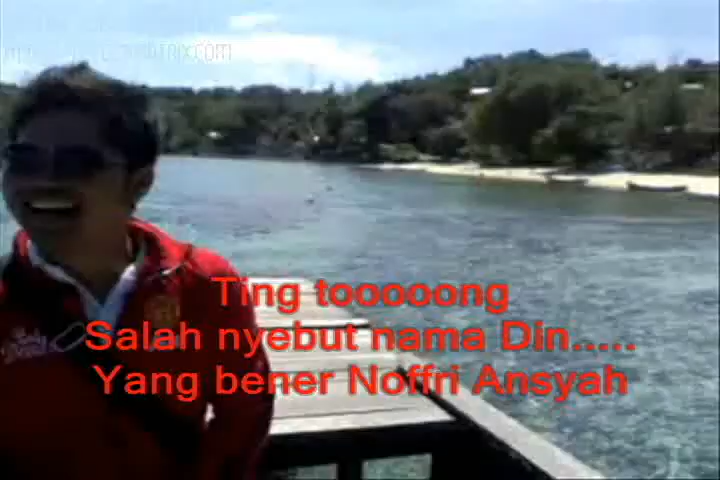 Ting tooooong
Salah nyebut nama Din.....
Yang bener Noffri Ansyah